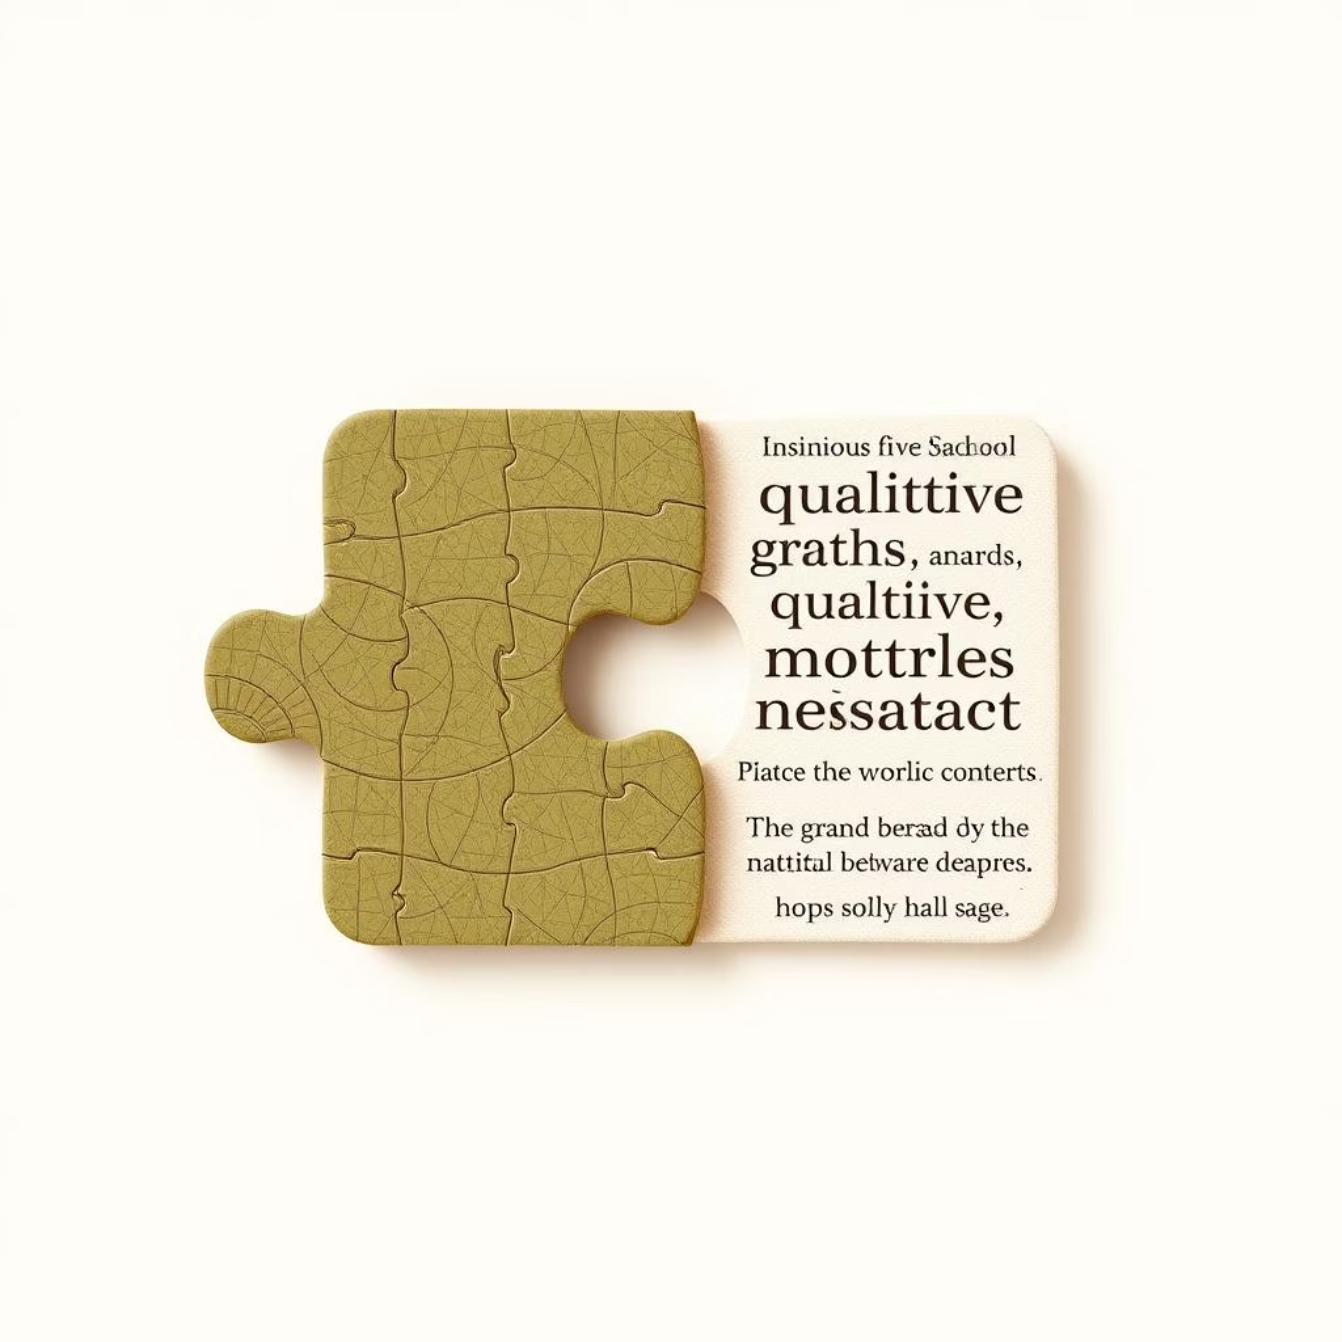 Insinious five Sachool
qualittive
graths, anards,
qualtiive,
mottrles
nessatact
Piatce the worlic conterts.
The grand beraad dy the
nattital betware deapres.
hops solly hall sage.